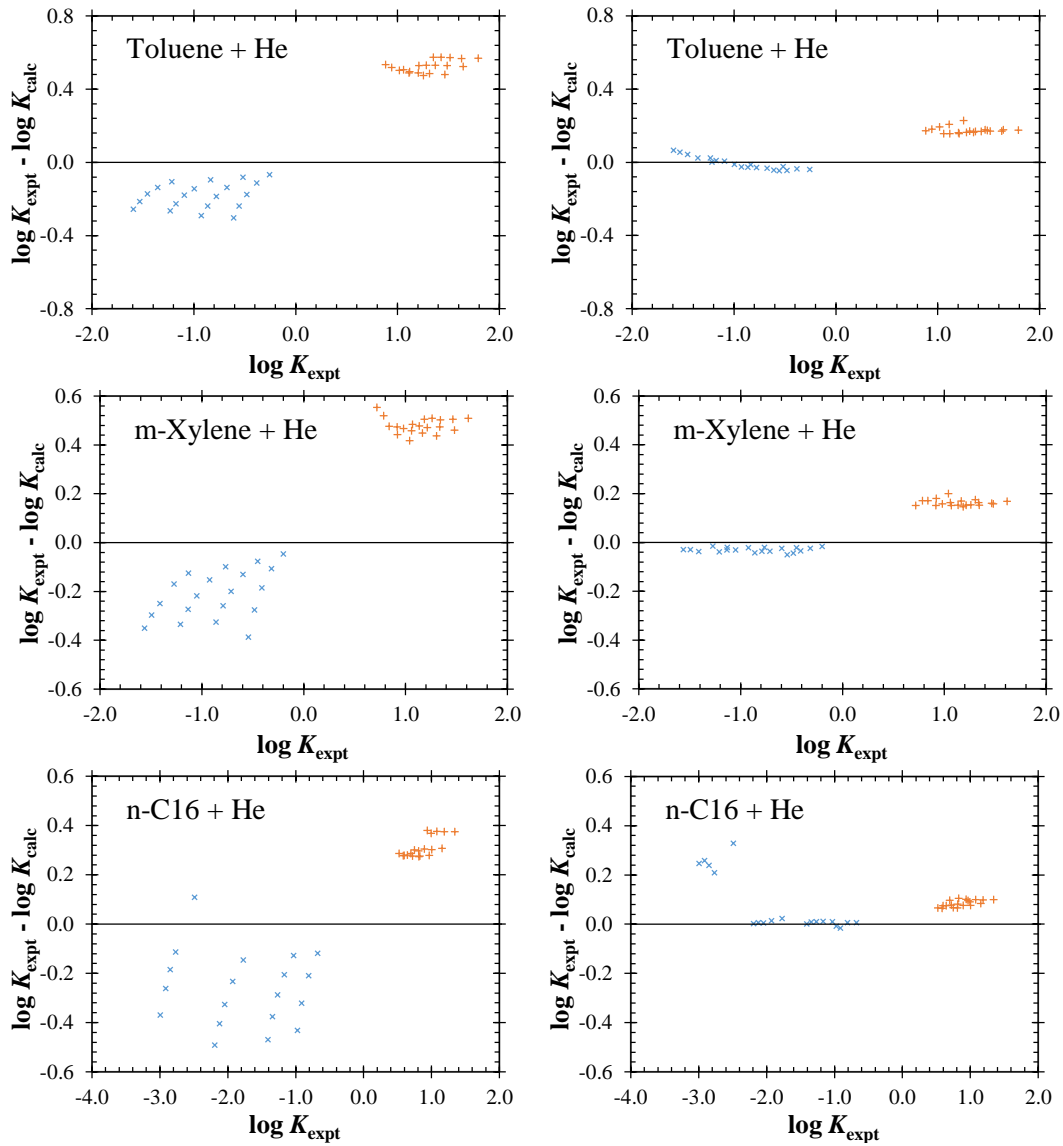 log Kexpt - log Kcalc
0.8
0.4
0.0
-0.4
-0.8
Toluene + He
-2.0 -1.0 0.0 1.0 2.0
log Kexpt
log Kexpt - log Kcalc
0.8
0.4
0.0
-0.4
-0.8
Toluene + He
-2.0 -1.0 0.0 1.0 2.0
log Kexpt
log Kexpt - log Kcalc
0.6
0.4
0.2
0.0
-0.2
-0.4
-0.6
m-Xylene + He
-2.0 -1.0 0.0 1.0 2.0
log Kexpt
log Kexpt - log Kcalc
0.6
0.4
0.2
0.0
-0.2
-0.4
-0.6
m-Xylene + He
-2.0 -1.0 0.0 1.0 2.0
log Kexpt
log Kexpt - log Kcalc
0.6
0.4
0.2
0.0
-0.2
-0.4
-0.6
n-C16 + He
-4.0 -3.0 -2.0 -1.0 0.0 1.0 2.0
log Kexpt
log Kexpt - log Kcalc
0.6
0.4
0.2
0.0
-0.2
-0.4
-0.6
n-C16 + He
-4.0 -3.0 -2.0 -1.0 0.0 1.0 2.0
log Kexpt